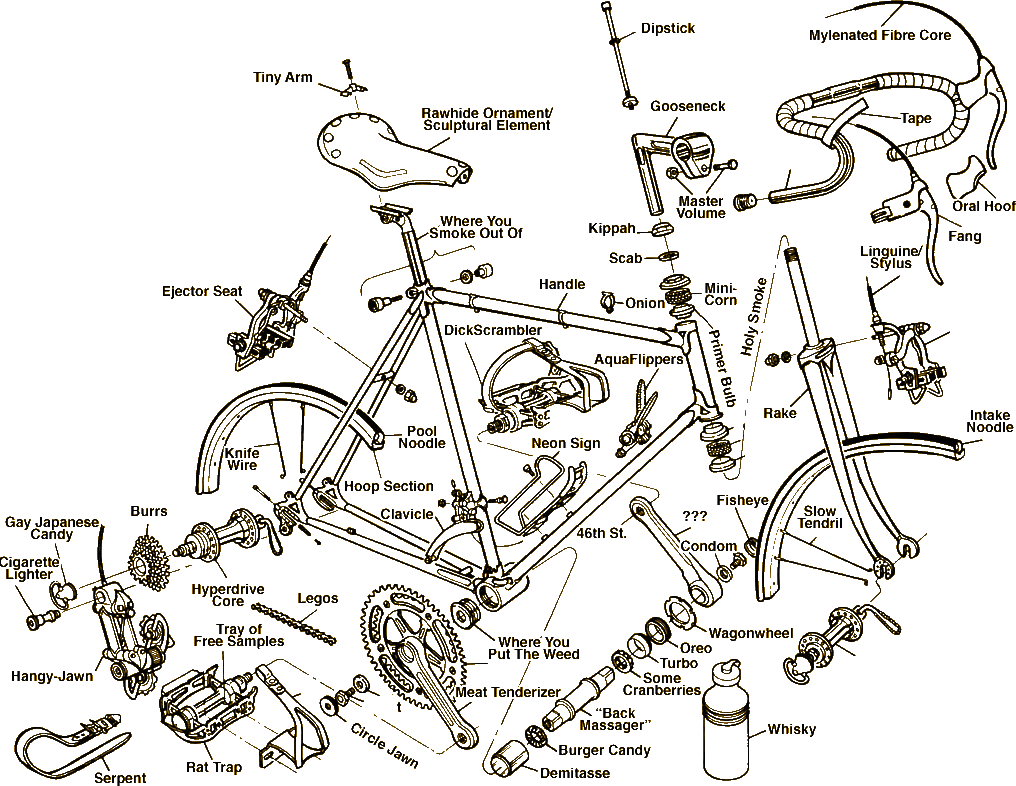 Mylenated Fibre Core
Dipstick
Tiny Arm
Gooseneck
Rawhide Ornament/
Sculptural Element
Tape
Master
Volume
Oral Hoof
Where You
Smoke Out Of
Kippah
Fang
Scab
Linguine/
Stylus
Ejector Seat
Handle
Onion
Mini-
Corn
Holy Smoke
DickScrambler
Primer Bulb
AquaFlippers
Rake
Intake
Noodle
Pool
Noodle
Neon Sign
Knife
Wire
Hoop Section
Fisheye
Slow
Tendril
Burrs
Clavicle
46th St.
???
Gay Japanese
Candy
Condom
Cigarette
Lighter
Hyperdrive
Core
Legos
Tray of
Free Samples
Where You
Put The Weed
Wagonwheel
Oreo
Turbo
Hangy-Jawn
Some
Cranberries
Meat Tenderizer
t
"Back
Massager"
Circle Jawn
Whisky
Burger Candy
Rat Trap
Demitasse
Serpent